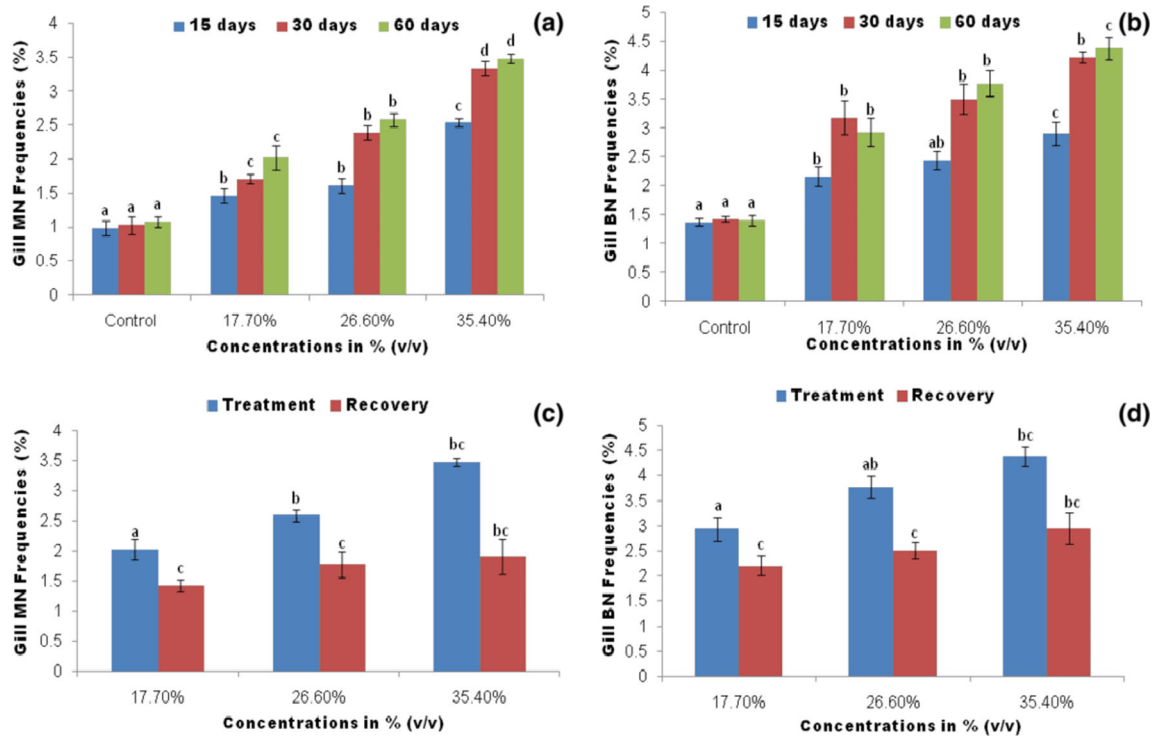 15 days 30 days 60 days (a)
Gill MN Frequencies (%)
4
3.5
3
2.5
2
1.5
1
0.5
0
a a a b c c b b b c d d
Control 17.70% 26.60% 35.40%
Concentrations in % (v/v)
15 days 30 days 60 days (b)
Gill BN Frequencies (%)
5
4.5
4
3.5
3
2.5
2
1.5
1
0.5
0
a a a b b b ab b b c b c
Control 17.70% 26.60% 35.40%
Concentrations in % (v/v)
Treatment Recovery (c)
Gill MN Frequencies (%)
4
3.5
3
2.5
2
1.5
1
0.5
0
a c b c bc bc
17.70% 26.60% 35.40%
Concentrations in % (v/v)
Treatment Recovery (d)
Gill BN Frequencies (%)
5
4.5
4
3.5
3
2.5
2
1.5
1
0.5
0
a c ab c bc bc
17.70% 26.60% 35.40%
Concentrations in % (v/v)